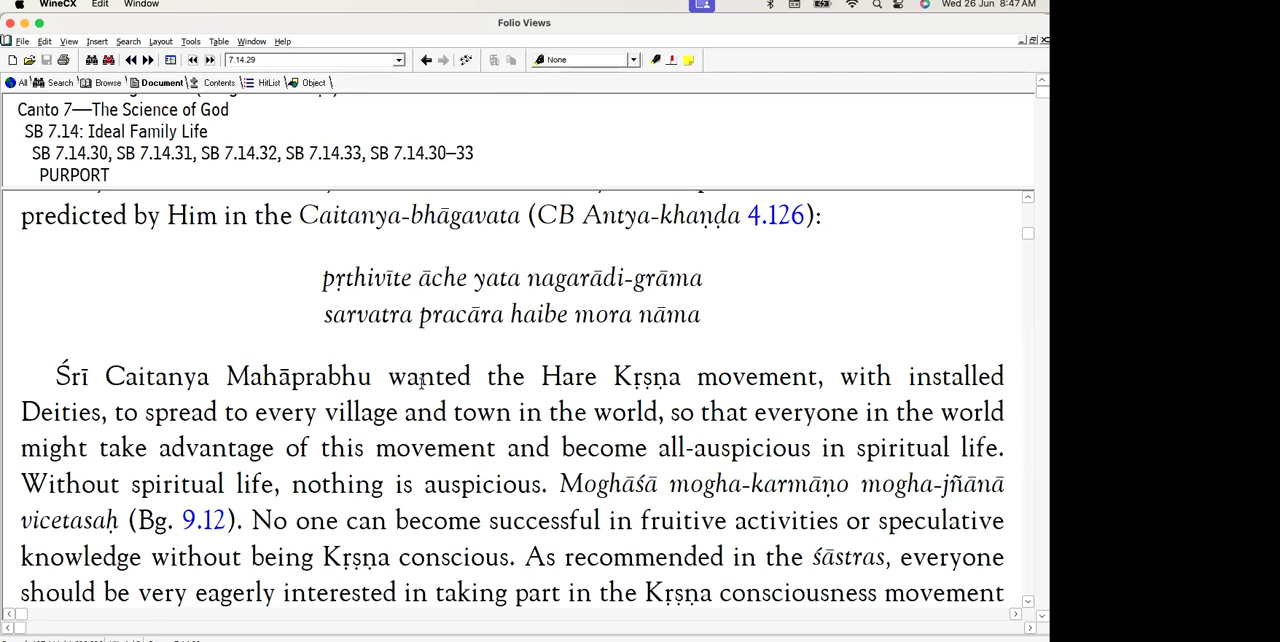 WineCX Edit Window Wed 26 Jun 8:47 AM
Folio Views
File Edit View Insert Search Layout Tools Table Window Help
7.14.29 None
All Search Browse Document Contents HitList Object
Canto 7—The Science of God
SB 7.14: Ideal Family Life
SB 7.14.30, SB 7.14.31, SB 7.14.32, SB 7.14.33, SB 7.14.30–33
PURPORT
predicted by Him in the Caitanya-bhāgavata (CB Antya-khaṇḍa 4.126):
pṛthivīte āche yata nagarādi-grāma
sarvatra pracāra haibe mora nāma
Śrī Caitanya Mahāprabhu wanted the Hare Kṛṣṇa movement, with installed
Deities, to spread to every village and town in the world, so that everyone in the world
might take advantage of this movement and become all-auspicious in spiritual life.
Without spiritual life, nothing is auspicious. Moghāśā mogha-karmāṇo mogha-jñānā
vicetasaḥ (Bg. 9.12). No one can become successful in fruitive activities or speculative
knowledge without being Kṛṣṇa conscious. As recommended in the śāstras, everyone
should be very eagerly interested in taking part in the Kṛṣṇa consciousness movement